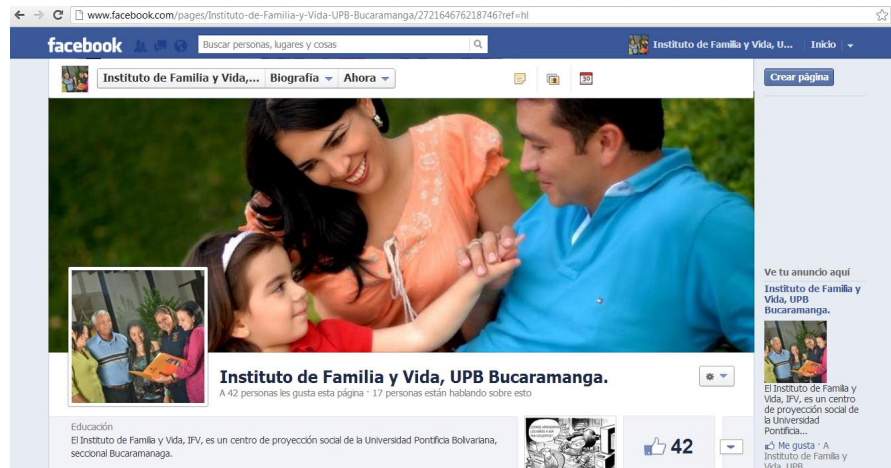 www.facebook.com/pages/Instituto-de-Familia-y-Vida-UPB-Bucaramanga/272164676218746?ref=hl
facebook
Buscar personas, lugares y cosas
Instituto de Familia y Vida, U...
Inicio
Instituto de Familia y Vida,...
Biografía
Ahora
30
Crear página
Instituto de Familia y Vida, UPB Bucaramanga.
A 42 personas les gusta esta página · 17 personas están hablando sobre esto
Educación
El Instituto de Familia y Vida, IFV, es un centro de proyección social de la Universidad Pontificia Bolivariana,
seccional Bucaramanaga.
42
Ve tu anuncio aquí
Instituto de Familia y
Vida, UPB
Bucaramanga.
El Instituto de Familia y
Vida, IFV, es un centro
de proyección social de
la Universidad
Pontificia...
Me gusta · A
Instituto de Familia y
Vida, UPB